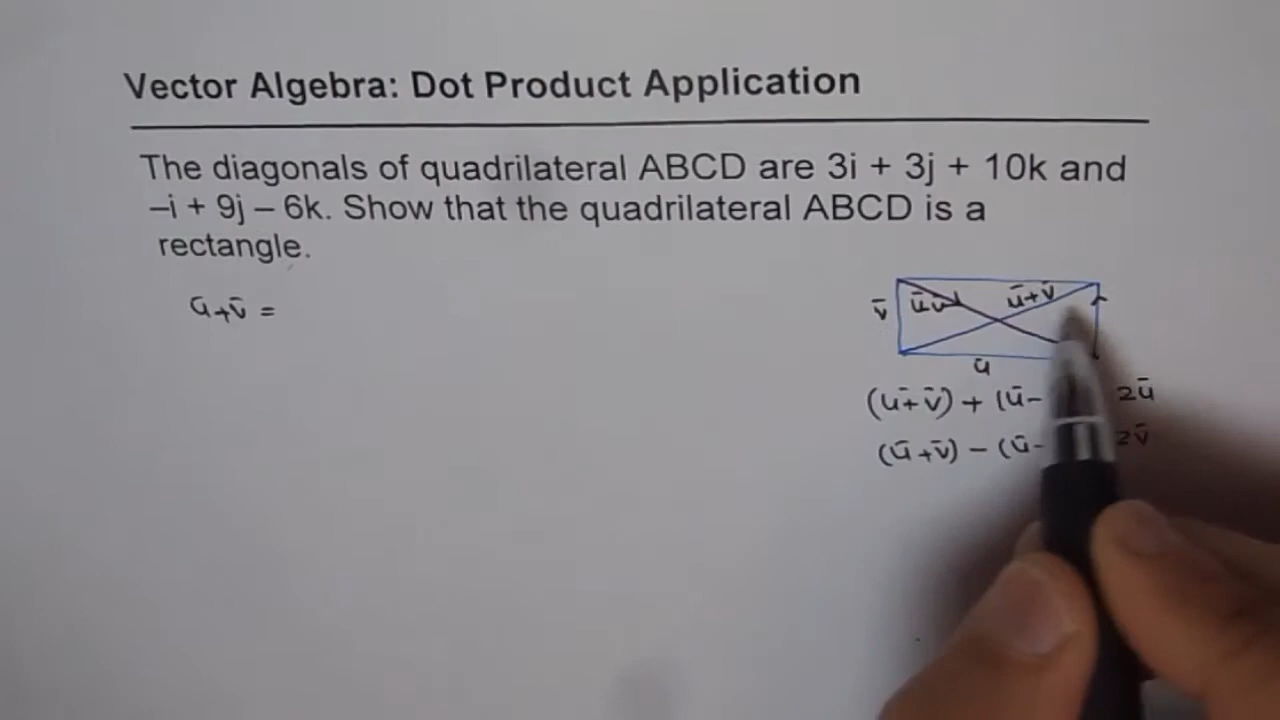 Vector Algebra: Dot Product Application
The diagonals of quadrilateral ABCD are 3i + 3j + 10k and
–i + 9j – 6k. Show that the quadrilateral ABCD is a
rectangle.
ū+v̄ =
v̄
ū+v̄
ū
(ū+v̄) + (ū- 2ū
(ū+v̄) - (ū- 2v̄